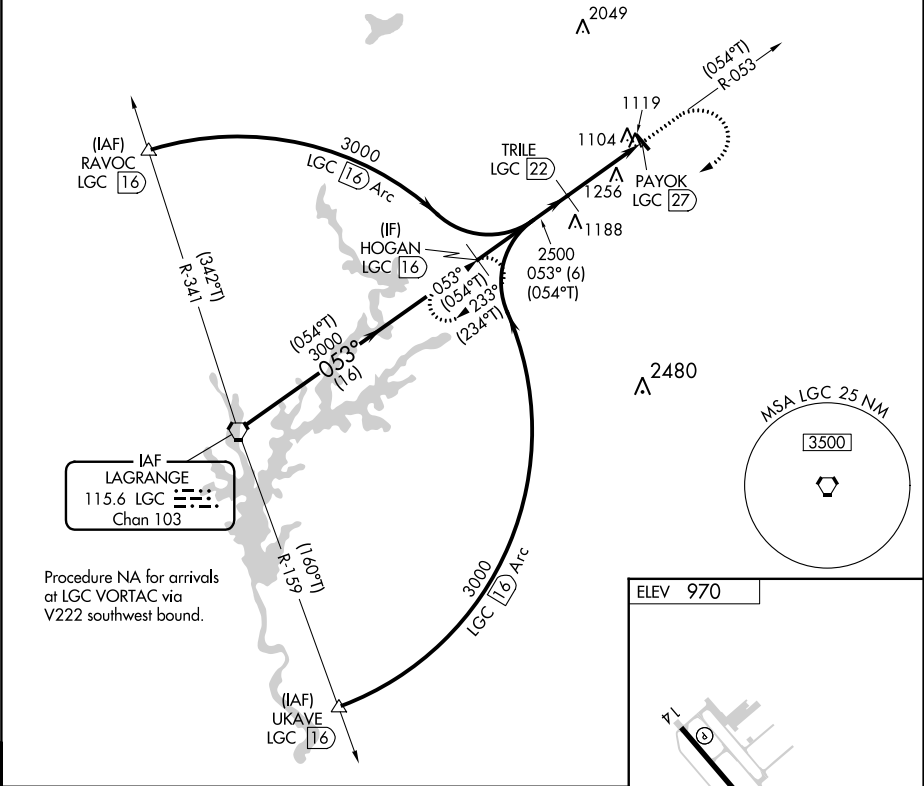 2049
(054°T)
R-053
1119
1104
(IAF)
RAVOC
LGC 16
3000
LGC 16 Arc
TRILE
LGC 22
1256
PAYOK
LGC 27
1188
(IF)
HOGAN
LGC 16
2500
053° (6)
(054°T)
053°
(054°T)
233°
(234°T)
(342°T)
R-341
(054°T)
3000
053°
(16)
2480
MSA LGC 25 NM
3500
IAF
LAGRANGE
115.6 LGC
Chan 103
(160°T)
R-159
3000
LGC 16 Arc
Procedure NA for arrivals
at LGC VORTAC via
V222 southwest bound.
ELEV 970
(IAF)
UKAVE
LGC 16
14
P